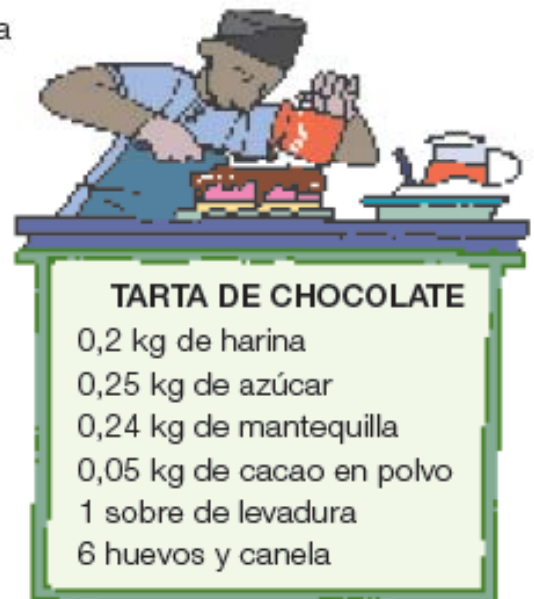 a
TARTA DE CHOCOLATE
0,2 kg de harina
0,25 kg de azúcar
0,24 kg de mantequilla
0,05 kg de cacao en polvo
1 sobre de levadura
6 huevos y canela